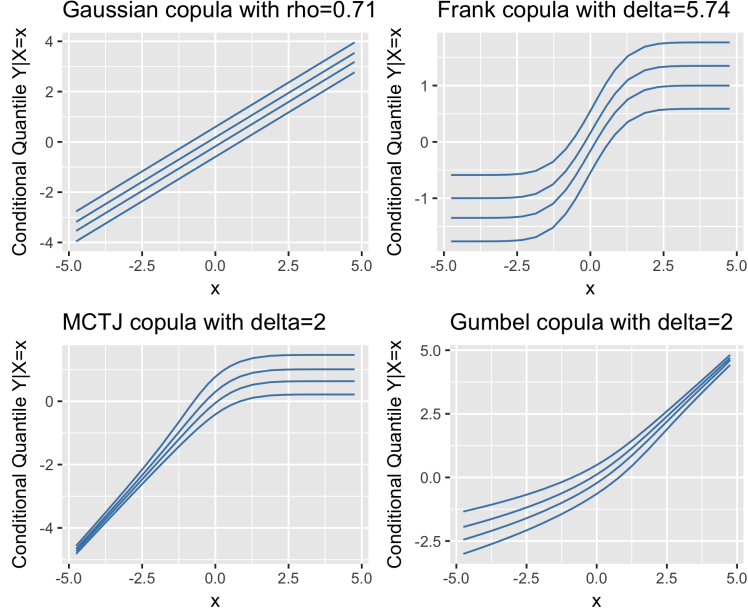 Gaussian copula with rho=0.71
Conditional Quantile Y|X=x
4
2
0
-2
-4
-5.0 -2.5 0.0 2.5 5.0
x
Frank copula with delta=5.74
Conditional Quantile Y|X=x
1
0
-1
-5.0 -2.5 0.0 2.5 5.0
x
MCTJ copula with delta=2
Conditional Quantile Y|X=x
0
-2
-4
-5.0 -2.5 0.0 2.5 5.0
x
Gumbel copula with delta=2
Conditional Quantile Y|X=x
5.0
2.5
0.0
-2.5
-5.0 -2.5 0.0 2.5 5.0
x